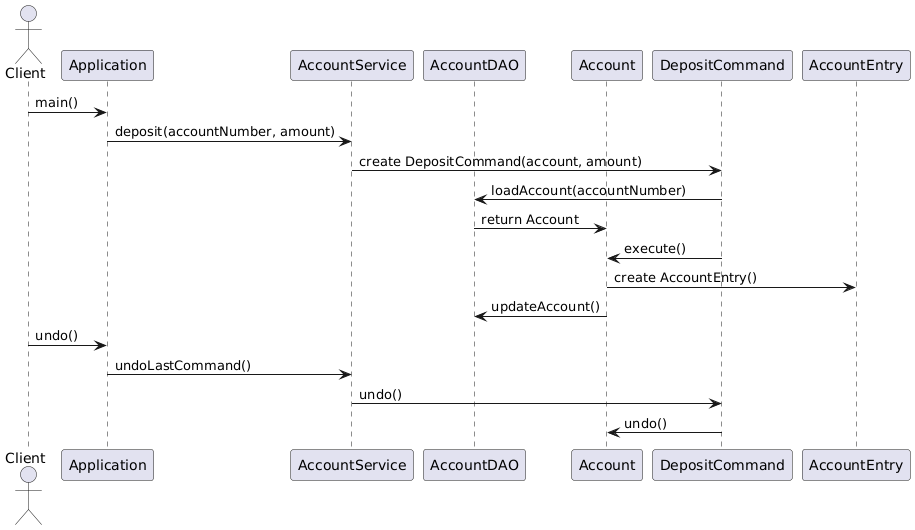 Client
Application
AccountService
AccountDAO
Account
DepositCommand
AccountEntry
main()
deposit(accountNumber, amount)
create DepositCommand(account, amount)
loadAccount(accountNumber)
return Account
execute()
create AccountEntry()
updateAccount()
undo()
undoLastCommand()
undo()
undo()
Client
Application
AccountService
AccountDAO
Account
DepositCommand
AccountEntry